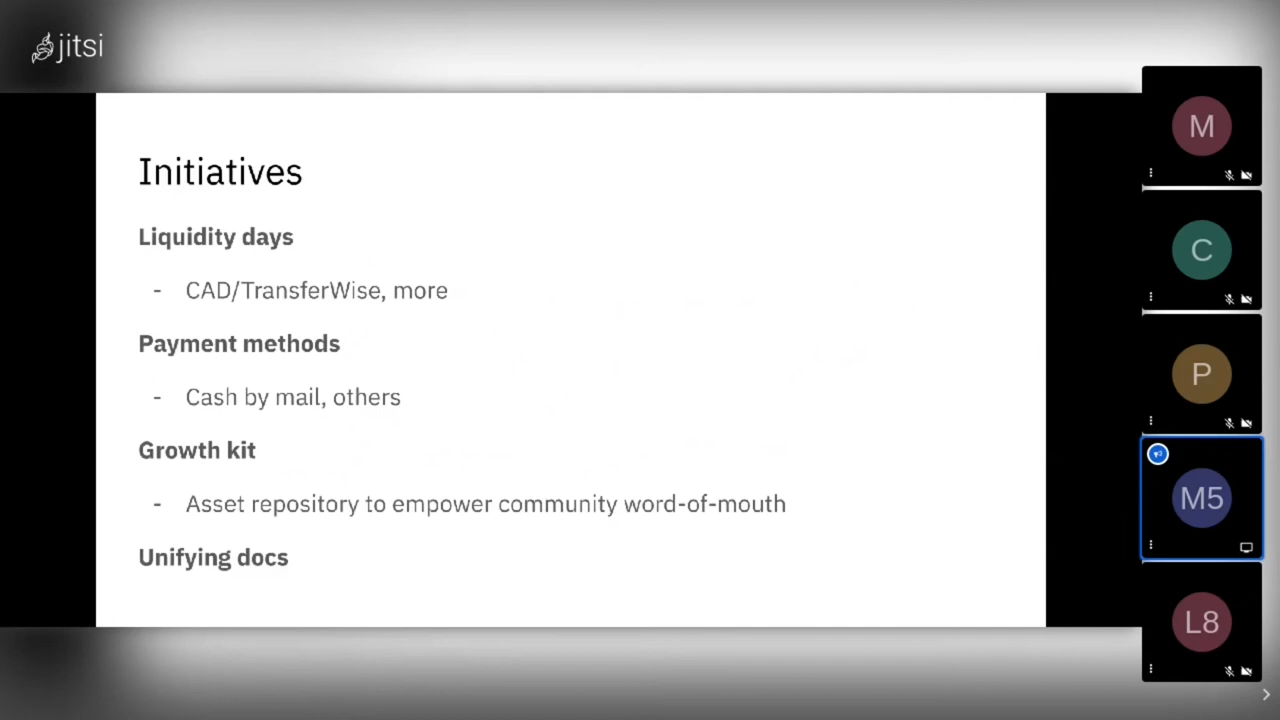 jitsi
Initiatives
Liquidity days
- CAD/TransferWise, more
Payment methods
- Cash by mail, others
Growth kit
- Asset repository to empower community word-of-mouth
Unifying docs
M
C
P
M5
L8